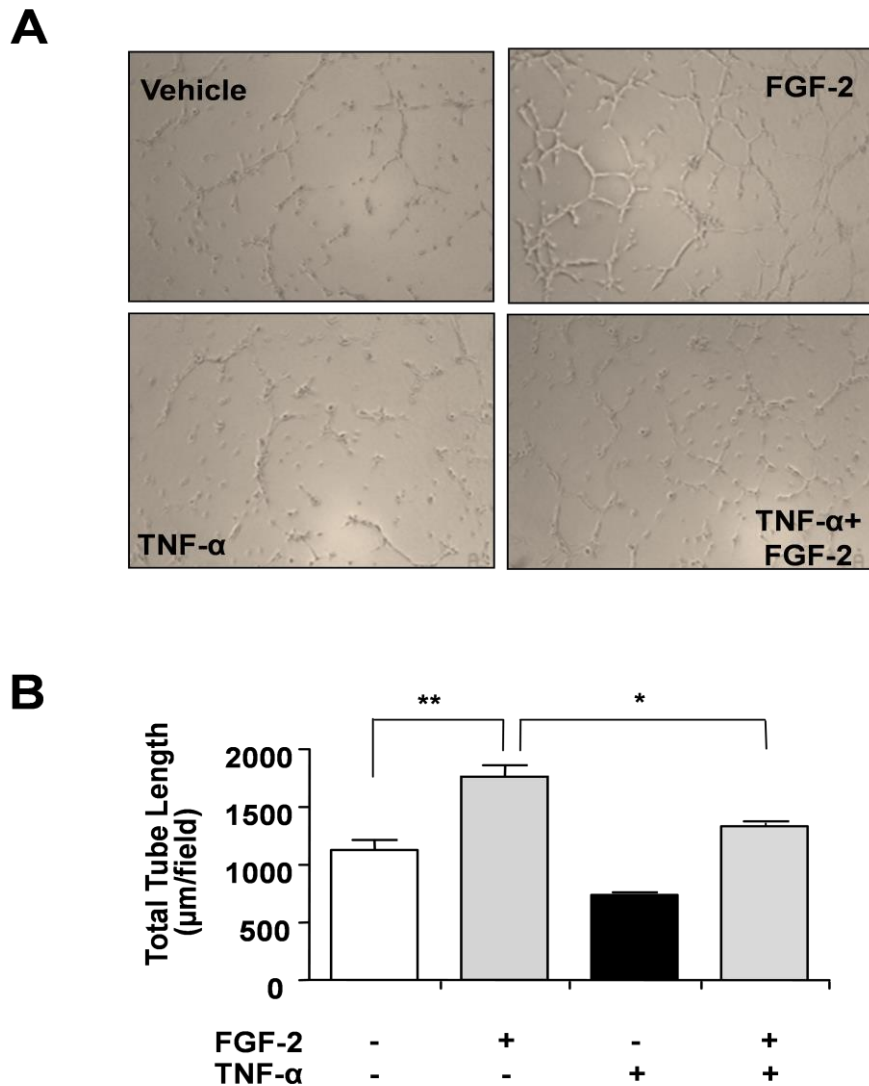 A
Vehicle
FGF-2
TNF-α
TNF-α+
FGF-2
B
** *
Total Tube Length
(µm/field)
2000
1500
1000
500
0
FGF-2 - + - +
TNF-α - - + +